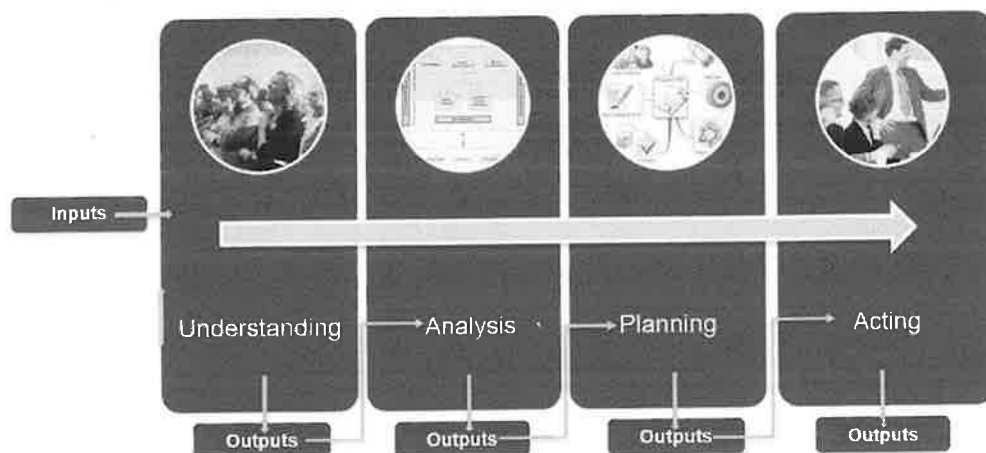 Inputs
Understanding
Analysis
Planning
Acting
Outputs
Outputs
Outputs
Outputs